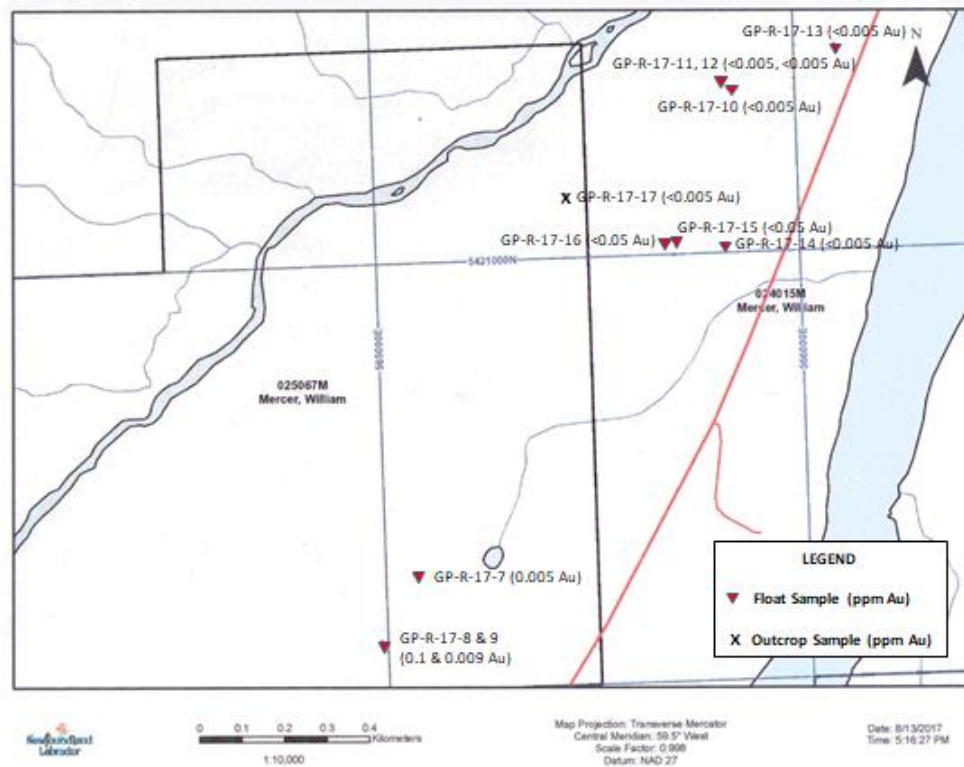 GP-R-17-13 (<0.005 Au)
N
GP-R-17-11, 12 (<0.005, <0.005 Au)
GP-R-17-10 (<0.005 Au)
X GP-R-17-17 (<0.005 Au)
GP-R-17-15 (<0.05 Au)
GP-R-17-16 (<0.05 Au)
GP-R-17-14 (<0.005 Au)
5421000N
024015M
Mercer, William
565000E
566000E
025067M
Mercer, William
LEGEND
Float Sample (ppm Au)
X Outcrop Sample (ppm Au)
GP-R-17-7 (0.005 Au)
GP-R-17-8 & 9
(0.1 & 0.009 Au)
Newfoundland
Labrador
0 0.1 0.2 0.3 0.4
Kilometers
1:10,000
Map Projection: Transverse Mercator
Central Meridian: 59.5° West
Scale Factor: 0.998
Datum: NAD 27
Date: 8/13/2017
Time: 5:16:27 PM